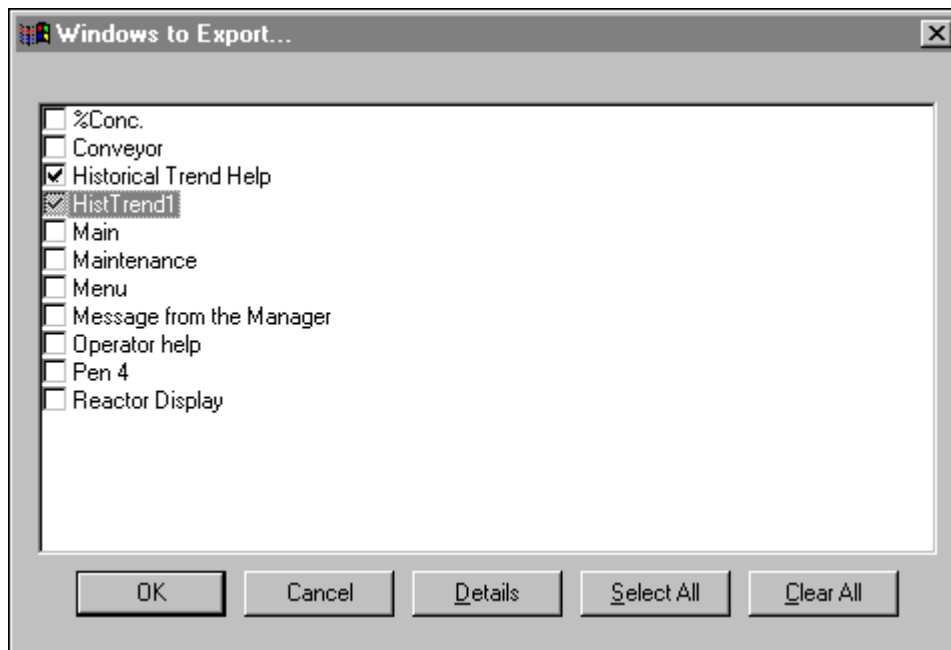 Windows to Export...
%Conc.
Conveyor
Historical Trend Help
HistTrend1
Main
Maintenance
Menu
Message from the Manager
Operator help
Pen 4
Reactor Display
OK Cancel Details Select All Clear All